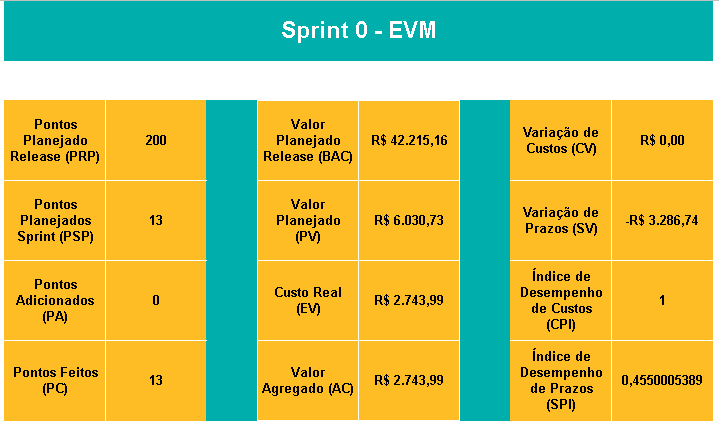 Sprint 0 - EVM
Pontos
Planejado
Release (PRP)
200
Valor
Planejado
Release (BAC)
R$ 42.215,16
Variação de
Custos (CV)
R$ 0,00
Pontos
Planejados
Sprint (PSP)
13
Valor
Planejado
(PV)
R$ 6.030,73
Variação de
Prazos (SV)
-R$ 3.286,74
Pontos
Adicionados
(PA)
0
Custo Real
(EV)
R$ 2.743,99
Índice de
Desempenho
de Custos
(CPI)
1
Pontos Feitos
(PC)
13
Valor
Agregado (AC)
R$ 2.743,99
Índice de
Desempenho
de Prazos
(SPI)
0,4550005389